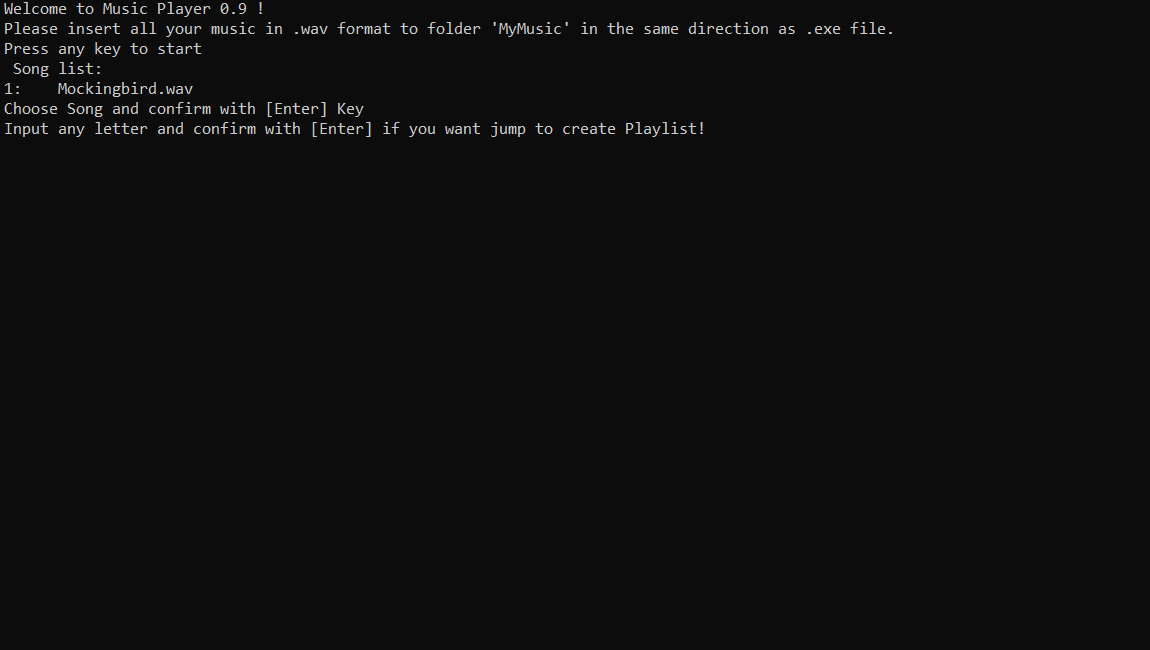 Welcome to Music Player 0.9 !
Please insert all your music in .wav format to folder 'MyMusic' in the same direction as .exe file.
Press any key to start
 Song list:
1:    Mockingbird.wav
Choose Song and confirm with [Enter] Key
Input any letter and confirm with [Enter] if you want jump to create Playlist!